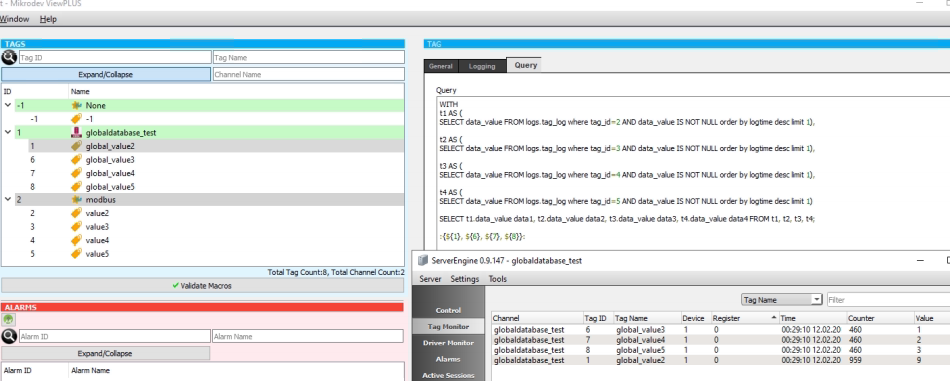 t - Mikrodev ViewPLUS
Window Help
TAGS
Tag ID Tag Name
Expand/Collapse Channel Name
ID Name
-1 None
-1 -1
1 globaldatabase_test
1 global_value2
6 global_value3
7 global_value4
8 global_value5
2 modbus
2 value2
3 value3
4 value4
5 value5
Total Tag Count:8, Total Channel Count:2
Validate Macros
ALARMS
Alarm ID Alarm Name
Expand/Collapse
Alarm ID Alarm Name
TAG
General Logging Query
Query
WITH
t1 AS (
SELECT data_value FROM logs.tag_log where tag_id=2 AND data_value IS NOT NULL order by logtime desc limit 1),
t2 AS (
SELECT data_value FROM logs.tag_log where tag_id=3 AND data_value IS NOT NULL order by logtime desc limit 1),
t3 AS (
SELECT data_value FROM logs.tag_log where tag_id=4 AND data_value IS NOT NULL order by logtime desc limit 1),
t4 AS (
SELECT data_value FROM logs.tag_log where tag_id=5 AND data_value IS NOT NULL order by logtime desc limit 1)
SELECT t1.data_value data1, t2.data_value data2, t3.data_value data3, t4.data_value data4 FROM t1, t2, t3, t4;
:{${1}, ${6}, ${7}, ${8}}:
ServerEngine 0.9.147 - globaldatabase_test
Server Settings Tools
Control
Tag Monitor
Driver Monitor
Alarms
Active Sessions
Tag Name Filter
Channel Tag ID Tag Name Device Register Time Counter Value
globaldatabase_test 6 global_value3 1 0 00:29:10 12.02.20 460 1
globaldatabase_test 7 global_value4 1 0 00:29:10 12.02.20 460 2
globaldatabase_test 8 global_value5 1 0 00:29:10 12.02.20 460 3
globaldatabase_test 1 global_value2 1 0 00:29:10 12.02.20 959 9